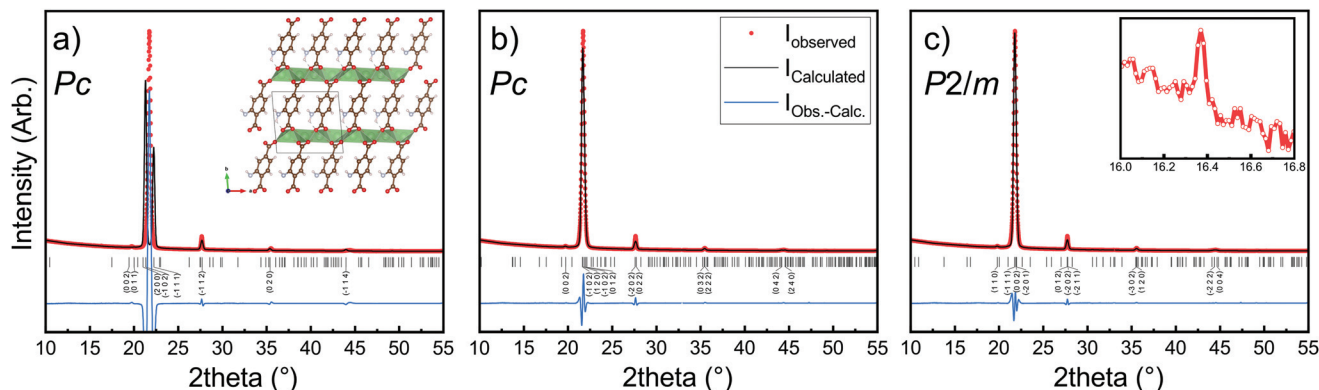 Intensity (Arb.)
a)
Pc
b
a
(0 0 2)
(0 1 1)
(2 0 0)
(-1 0 2)
(-1 1 1)
(-1 1 2)
(0 2 0)
(-1 1 4)
10 15 20 25 30 35 40 45 50 55
2theta (°)
b)
Pc
I observed
I Calculated
I Obs.-Calc.
(0 0 2)
(-1 0 2)
(1 2 0)
(-1 0 2)
(0 1 2)
(-2 0 2)
(0 2 2)
(0 3 2)
(2 2 2)
(0 4 2)
(2 4 0)
10 15 20 25 30 35 40 45 50 55
2theta (°)
c)
P2/m
16.0 16.2 16.4 16.6 16.8
(1 1 0)
(-1 1 1)
(0 0 2)
(-2 0 1)
(0 1 2)
(-2 0 2)
(-2 1 1)
(-3 0 2)
(1 2 0)
(-2 2 2)
(0 0 4)
10 15 20 25 30 35 40 45 50 55
2theta (°)